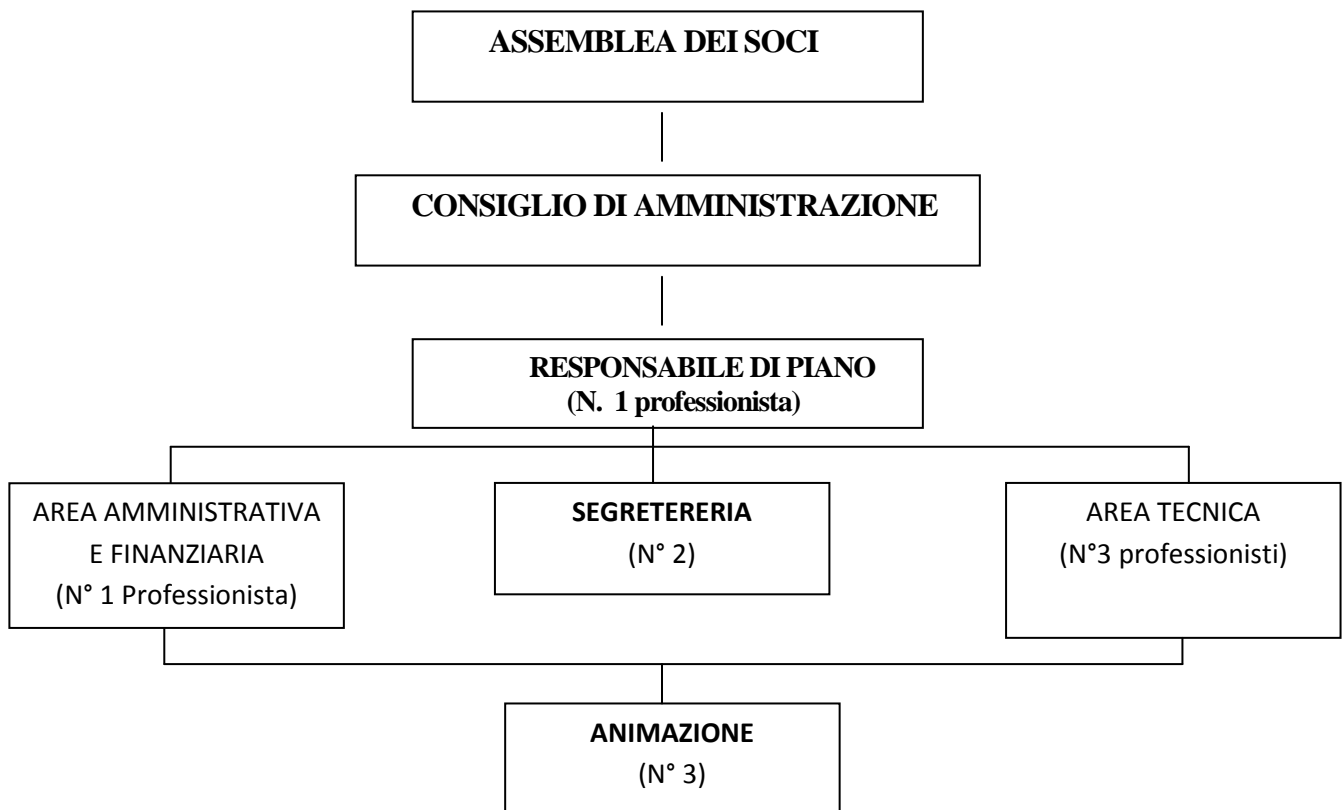 ASSEMBLEA DEI SOCI
CONSIGLIO DI AMMINISTRAZIONE
RESPONSABILE DI PIANO
(N. 1 professionista)
AREA AMMINISTRATIVA
E FINANZIARIA
(N° 1 Professionista)
SEGRETERERIA
(N° 2)
AREA TECNICA
(N°3 professionisti)
ANIMAZIONE
(N° 3)